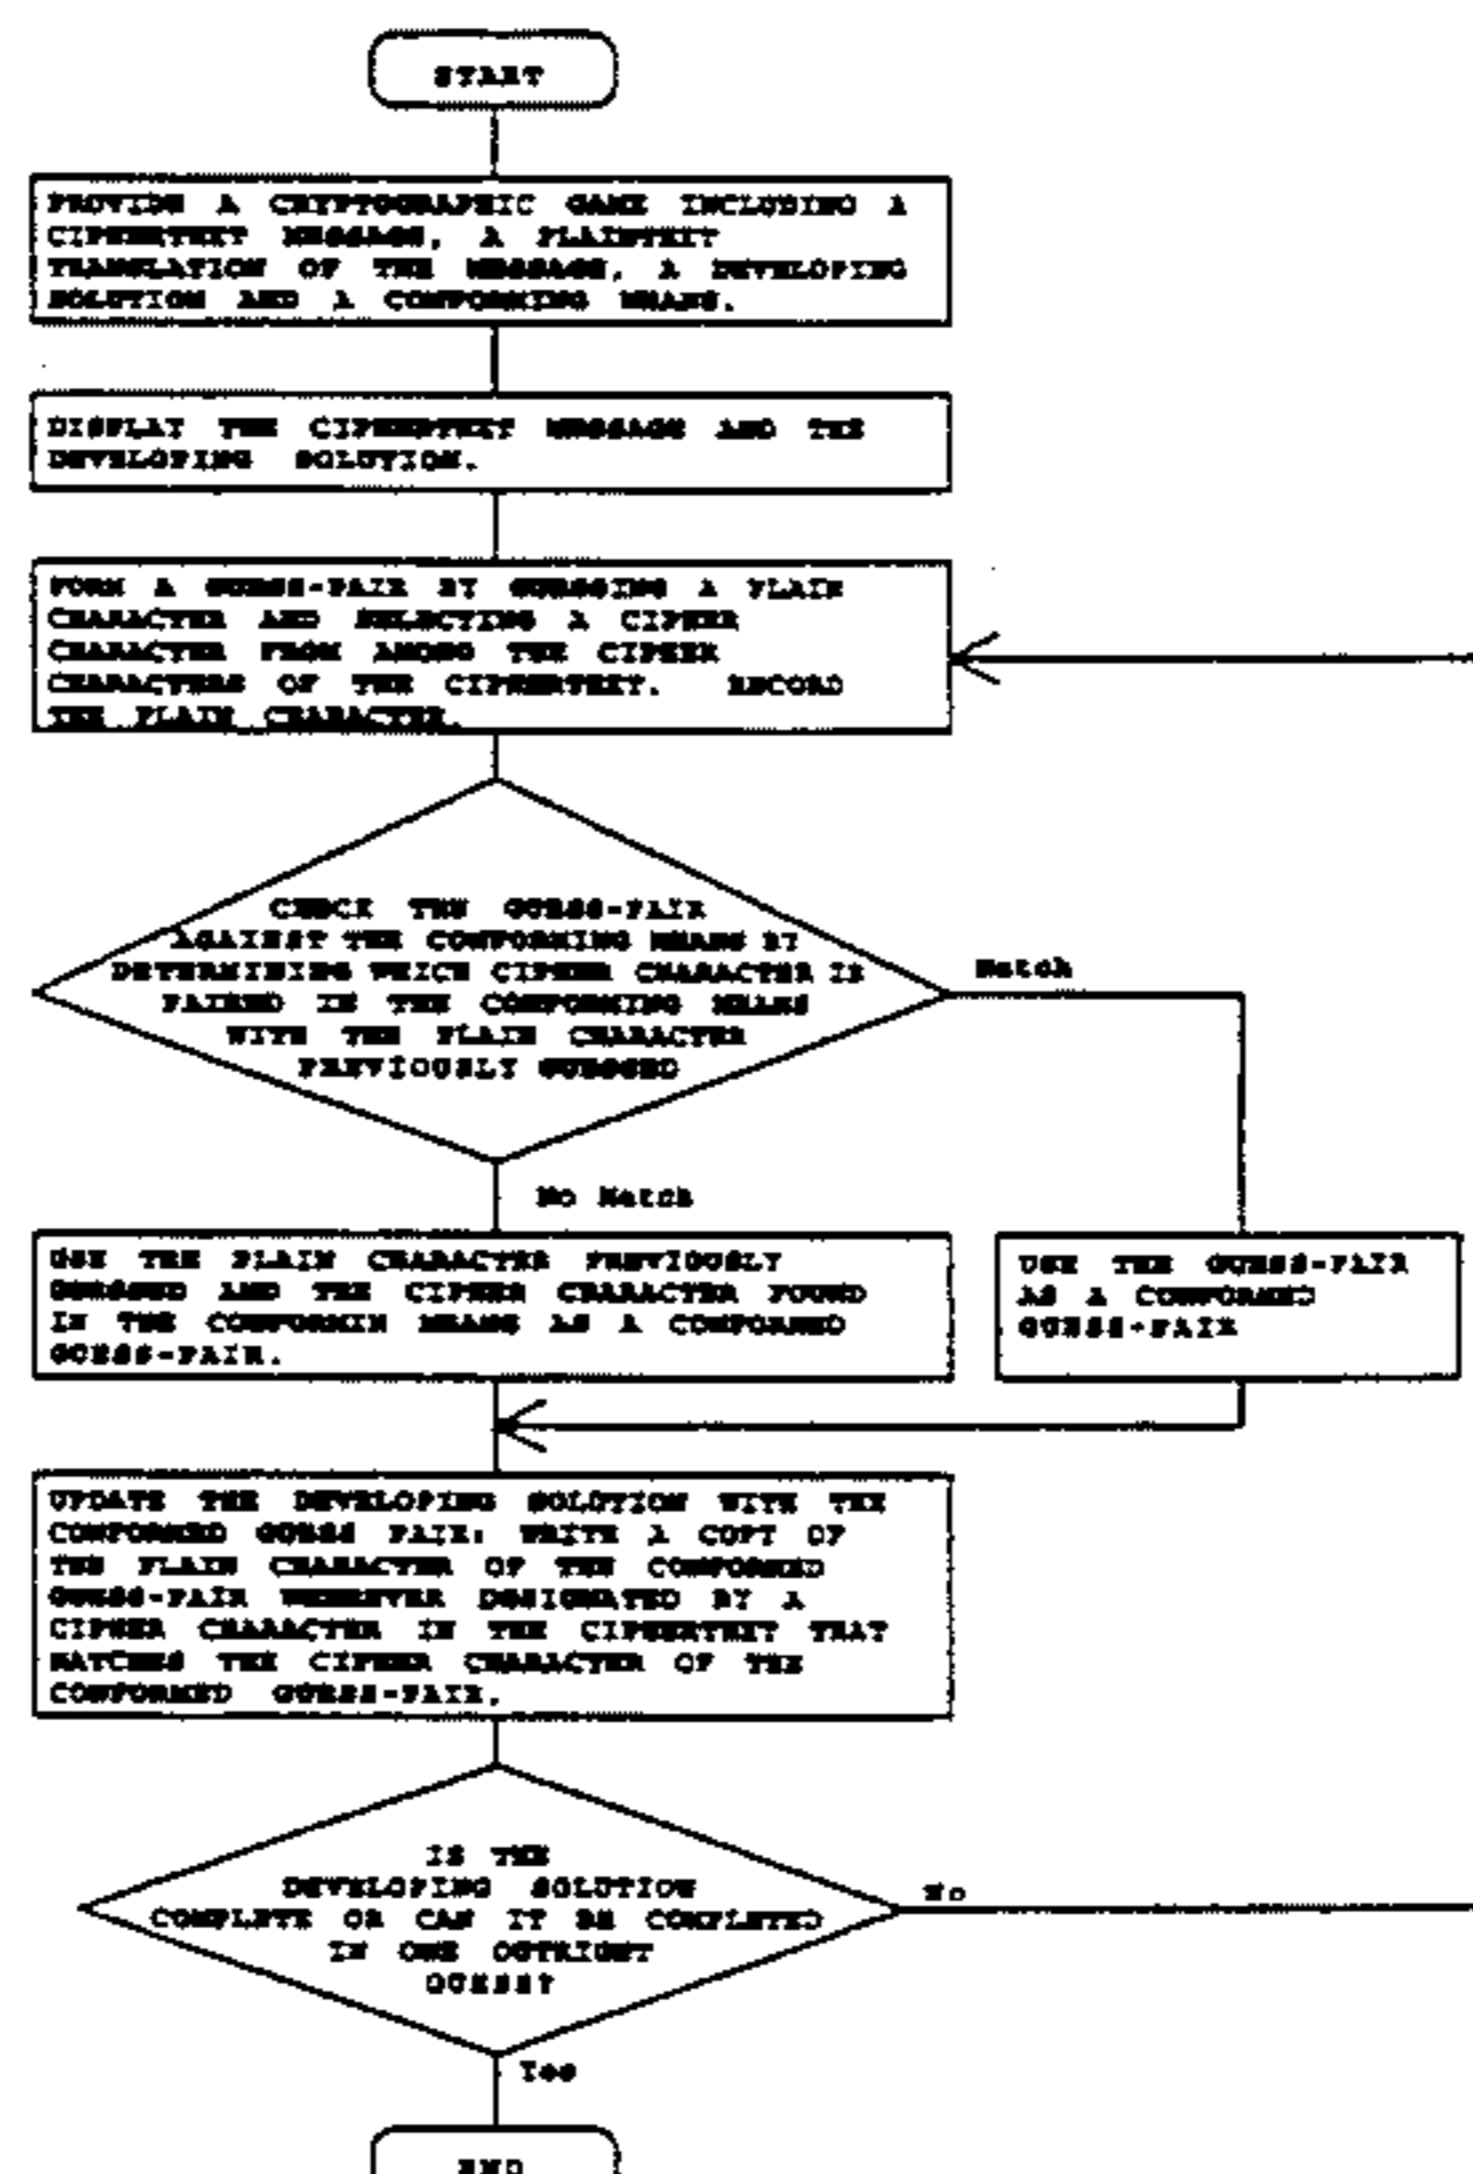 START
PROVIDE A CRYPTOGRAPHIC GAME INCLUDING A
CIPHERTEXT MESSAGE, A PLAINTEXT
TRANSLATION OF THE MESSAGE, A DEVELOPING
SOLUTION AND A CONFORMING MEANS.
DISPLAY THE CIPHERTEXT MESSAGE AND THE
DEVELOPING SOLUTION.
FORM A GUESS-PAIR BY GUESSING A PLAIN
CHARACTER AND SELECTING A CIPHER
CHARACTER FROM AMONG THE CIPHER
CHARACTERS OF THE CIPHERTEXT. RECORD
THE PLAIN CHARACTER.
CHECK THE GUESS-PAIR
AGAINST THE CONFORMING MEANS BY
DETERMINING WHICH CIPHER CHARACTER IS
PAIRED IN THE CONFORMING MEANS
WITH THE PLAIN CHARACTER
PREVIOUSLY GUESSED
Match
No Match
USE THE PLAIN CHARACTER PREVIOUSLY
GUESSED AND THE CIPHER CHARACTER FOUND
IN THE CONFORMIN MEANS AS A CONFORMED
GUESS-PAIR.
USE THE GUESS-PAIR
AS A CONFORMED
GUESS-PAIR
UPDATE THE DEVELOPING SOLUTION WITH THE
CONFORMED GUESS PAIR: WRITE A COPY OF
THE PLAIN CHARACTER OF THE CONFORMED
GUESS-PAIR WHEREVER DESIGNATED BY A
CIPHER CHARACTER IN THE CIPHERTEXT THAT
MATCHES THE CIPHER CHARACTER OF THE
CONFORMED GUESS-PAIR.
IS THE
DEVELOPING SOLUTION
COMPLETE OR CAN IT BE COMPLETED
IN ONE OUTRIGHT
GUESS?
No
Yes
END